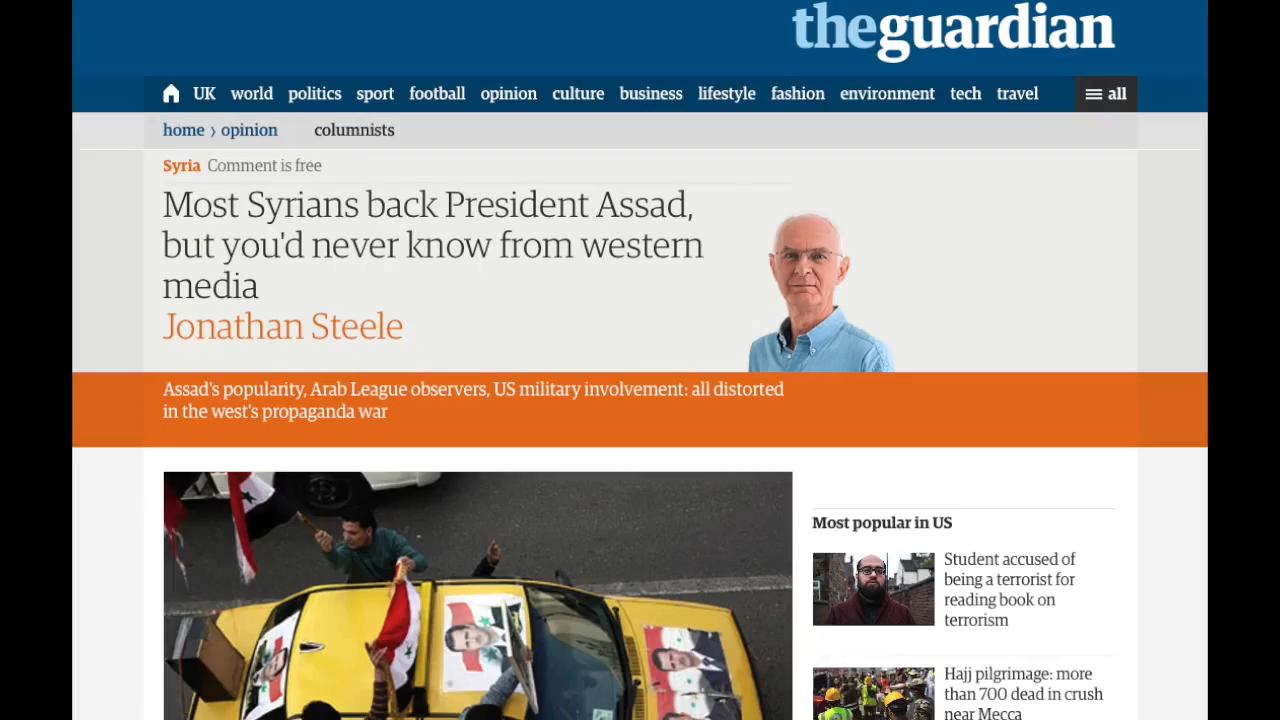 theguardian
UK world politics sport football opinion culture business lifestyle fashion environment tech travel all
home › opinion columnists
Syria Comment is free
Most Syrians back President Assad,
but you'd never know from western
media
Jonathan Steele
Assad's popularity, Arab League observers, US military involvement: all distorted
in the west's propaganda war
Most popular in US
Student accused of
being a terrorist for
reading book on
terrorism
Hajj pilgrimage: more
than 700 dead in crush
near Mecca